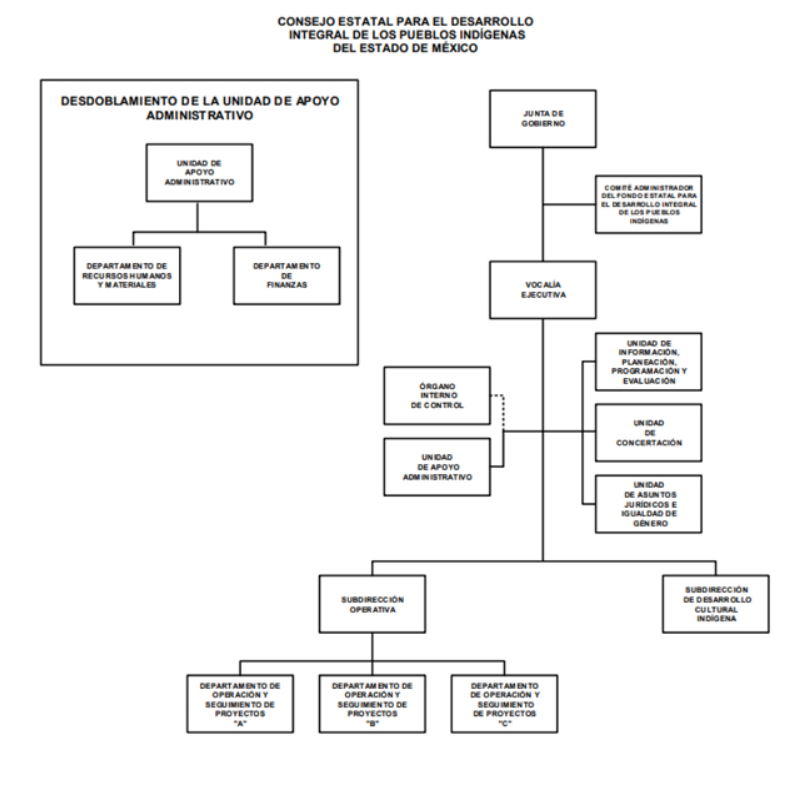 CONSEJO ESTATAL PARA EL DESARROLLO
INTEGRAL DE LOS PUEBLOS INDÍGENAS
DEL ESTADO DE MÉXICO
DESDOBLAMIENTO DE LA UNIDAD DE APOYO
ADMINISTRATIVO
UNIDAD DE
APOYO
ADMINISTRATIVO
DEPARTAMENTO DE
RECURSOS HUMANOS
Y MATERIALES
DEPARTAMENTO
DE
FINANZAS
JUNTA DE
GOBIERNO
COMITÉ ADMINISTRADOR
DEL FONDO ESTATAL PARA
EL DESARROLLO INTEGRAL
DE LOS PUEBLOS
INDÍGENAS
VOCALÍA
EJECUTIVA
UNIDAD DE
INFORMACIÓN,
PLANEACIÓN,
PROGRAMACIÓN Y
EVALUACIÓN
ÓRGANO
INTERNO
DE CONTROL
UNIDAD
DE
CONCERTACIÓN
UNIDAD
DE APOYO
ADMINISTRATIVO
UNIDAD
DE ASUNTOS
JURÍDICOS E
IGUALDAD DE
GÉNERO
SUBDIRECCIÓN
OPERATIVA
SUBDIRECCIÓN
DE DESARROLLO
CULTURAL
INDÍGENA
DEPARTAMENTO DE
OPERACIÓN Y
SEGUIMIENTO DE
PROYECTOS
"A"
DEPARTAMENTO DE
OPERACIÓN Y
SEGUIMIENTO DE
PROYECTOS
"B"
DEPARTAMENTO
DE OPERACIÓN Y
SEGUIMIENTO
DE PROYECTOS
"C"